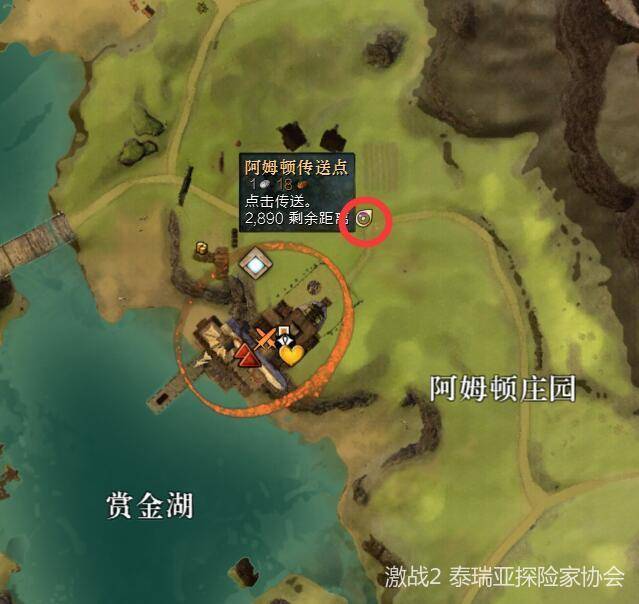 阿姆顿传送点
1 18
点击传送。
2,890 剩余距离
阿姆顿庄园
赏金湖
激战2 泰瑞亚探险家协会